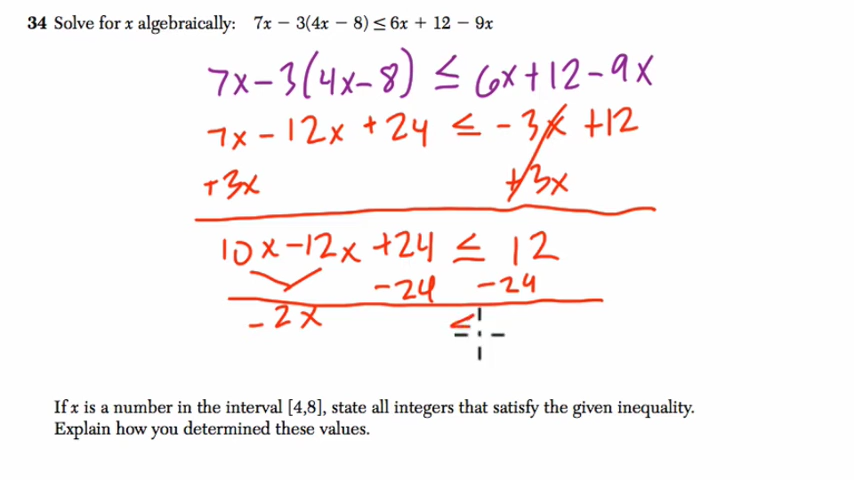 34 Solve for x algebraically: 7x − 3(4x − 8) ≤ 6x + 12 − 9x
7x − 3(4x − 8) ≤ 6x + 12 − 9x
7x − 12x + 24 ≤ − 3x + 12
+3x +3x
10x − 12x + 24 ≤ 12
−24 −24
−2x ≤
If x is a number in the interval [4,8], state all integers that satisfy the given inequality.
Explain how you determined these values.